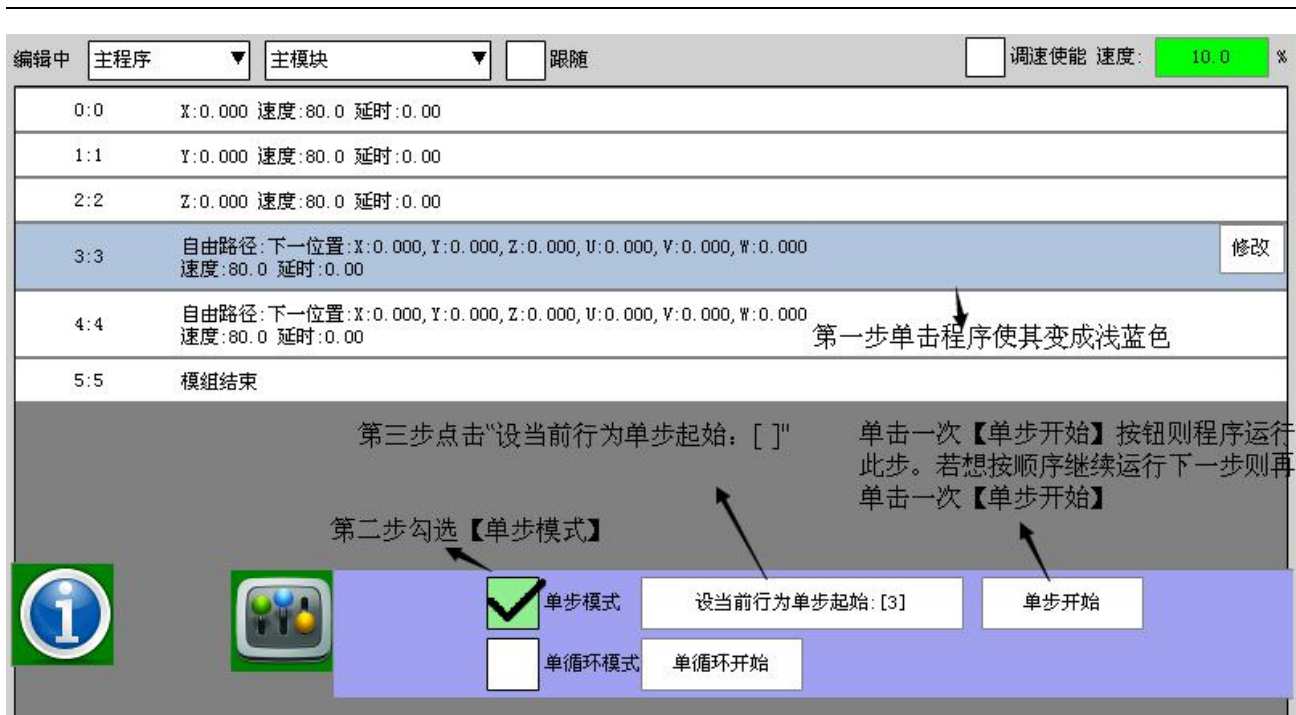 编辑中 主程序 ▼ 主模块 ▼ 跟随 调速使能 速度: 10.0 %
0:0 X:0.000 速度:80.0 延时:0.00
1:1 Y:0.000 速度:80.0 延时:0.00
2:2 Z:0.000 速度:80.0 延时:0.00
3:3 自由路径:下一位置:X:0.000,Y:0.000,Z:0.000,U:0.000,V:0.000,W:0.000
速度:80.0 延时:0.00
修改
4:4 自由路径:下一位置:X:0.000,Y:0.000,Z:0.000,U:0.000,V:0.000,W:0.000
速度:80.0 延时:0.00
第一步单击程序使其变成浅蓝色
5:5 模组结束
第三步点击“设当前行为单步起始：[ ]"
单击一次【单步开始】按钮则程序运行
此步。若想按顺序继续运行下一步则再
单击一次【单步开始】
第二步勾选【单步模式】
单步模式 设当前行为单步起始:[3] 单步开始
单循环模式 单循环开始